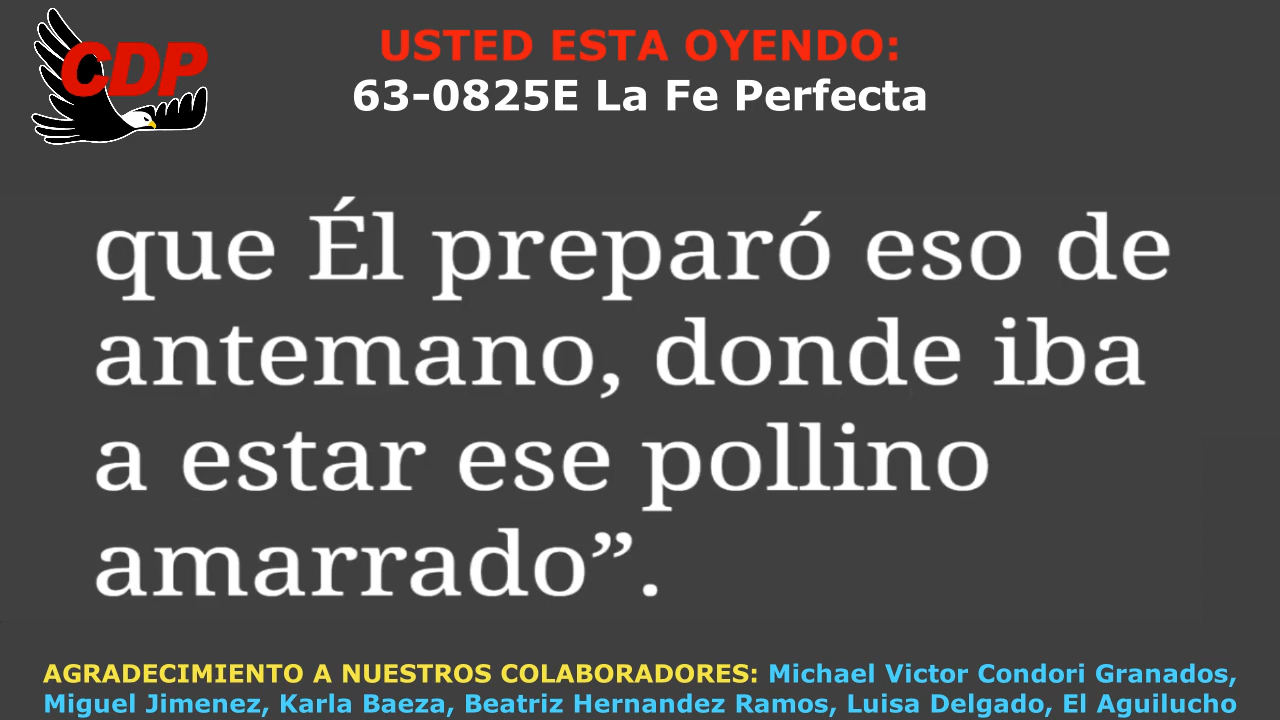 CDP
USTED ESTA OYENDO:
63-0825E La Fe Perfecta
que Él preparó eso de
antemano, donde iba
a estar ese pollino
amarrado”.
AGRADECIMIENTO A NUESTROS COLABORADORES: Michael Victor Condori Granados,
Miguel Jimenez, Karla Baeza, Beatriz Hernandez Ramos, Luisa Delgado, El Aguilucho